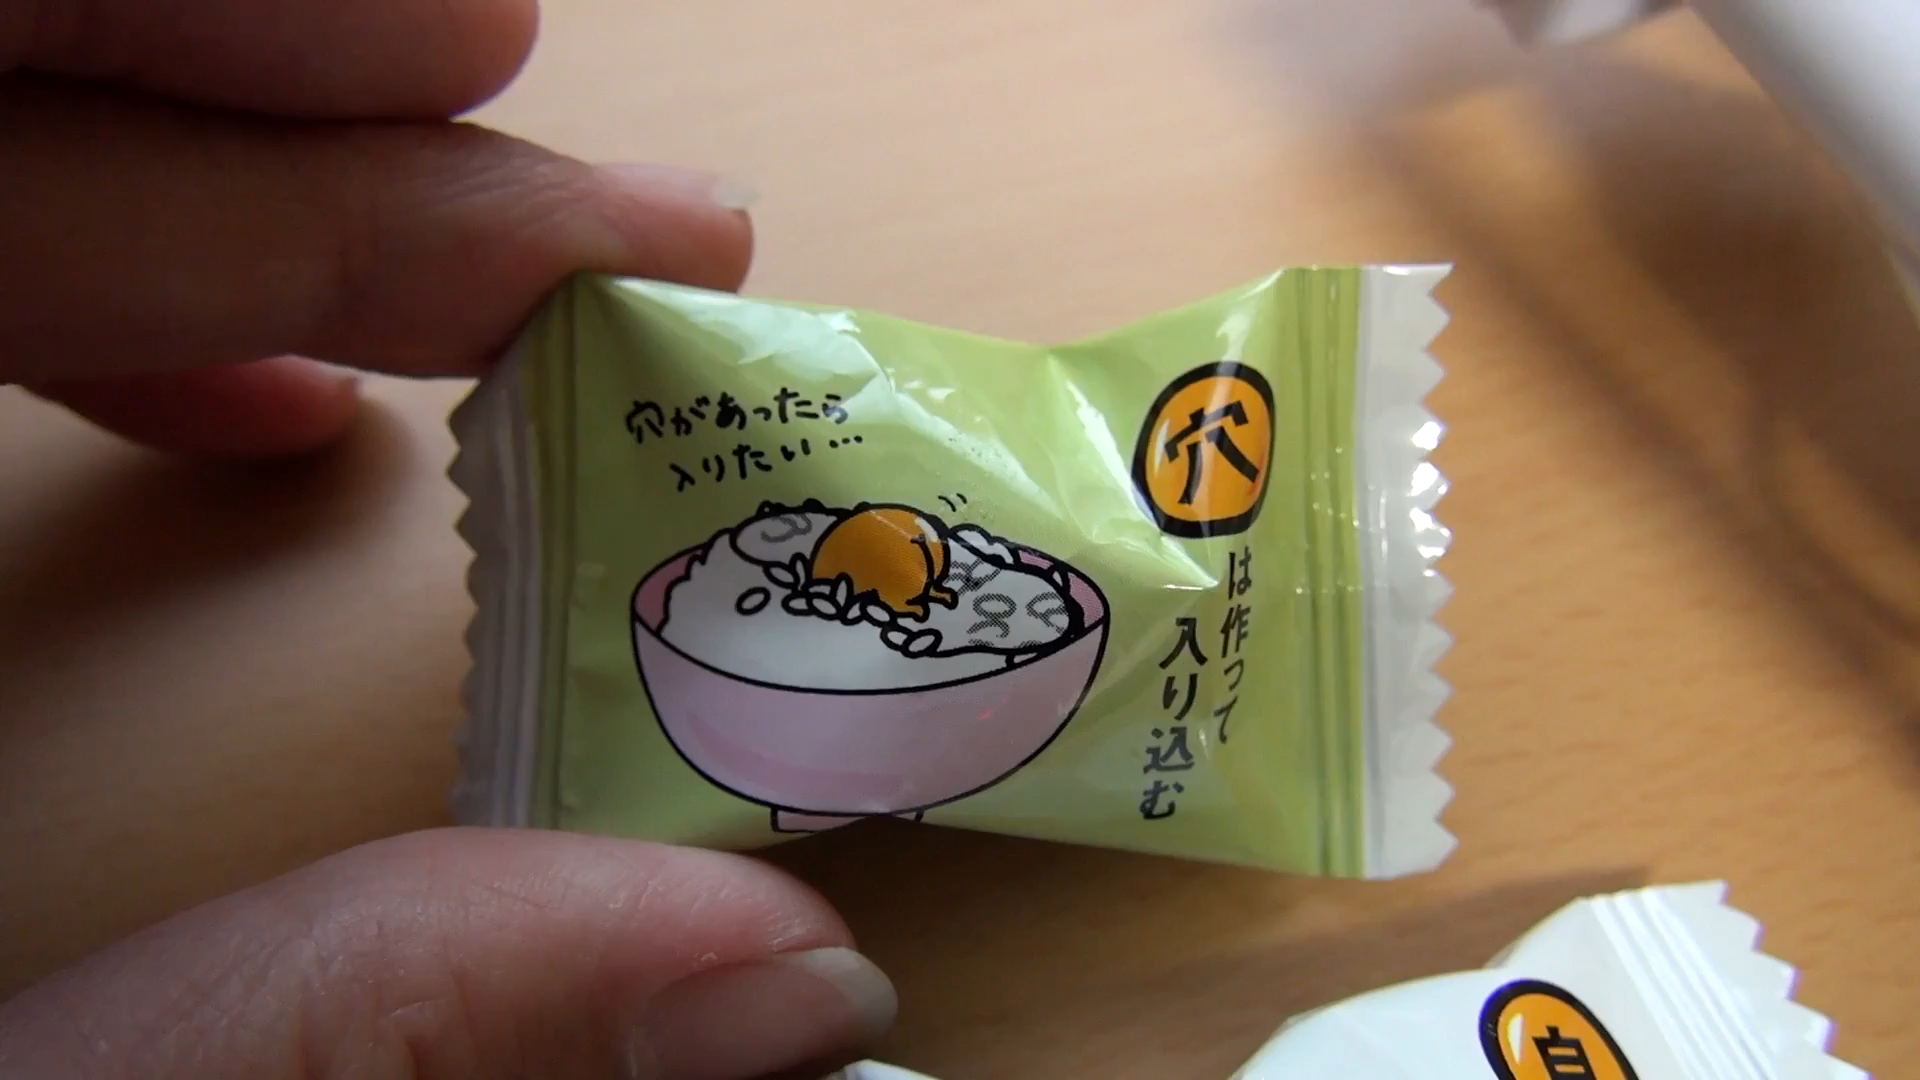 穴があったら
入りたい…
穴は作って
入り込む
白